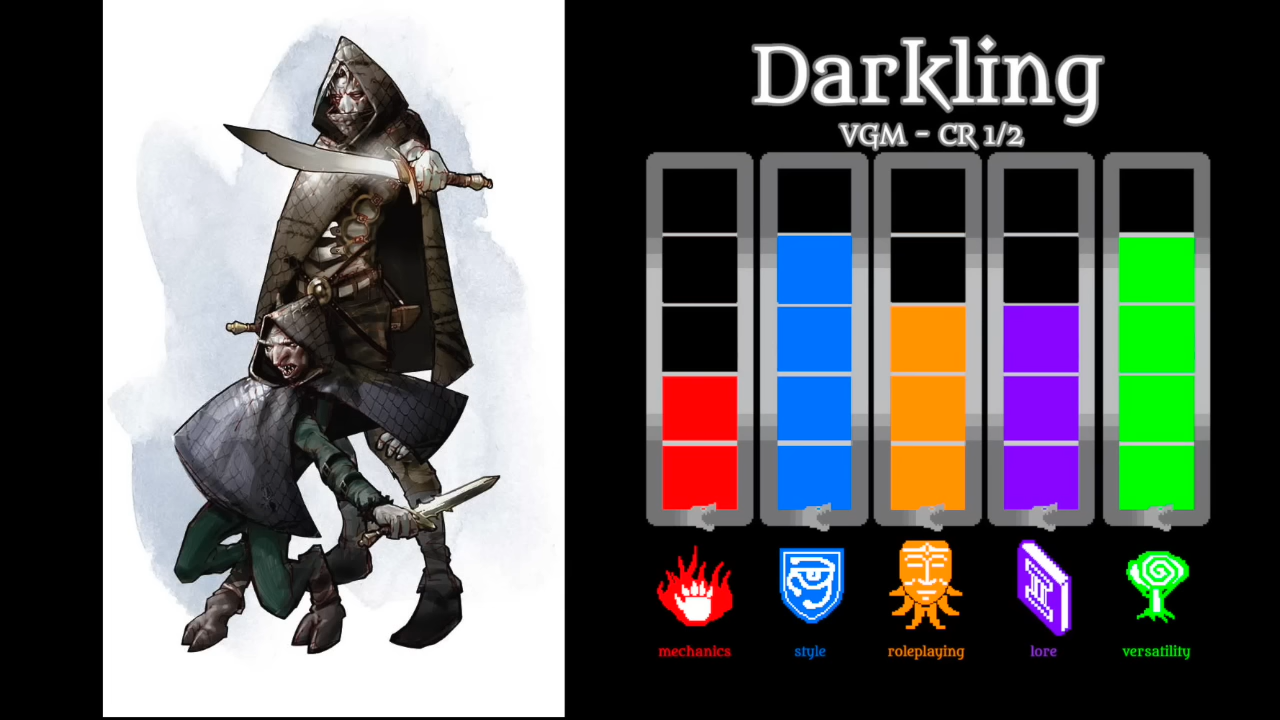 Darkling
VGM - CR 1/2
mechanics
style
roleplaying
lore
versatility